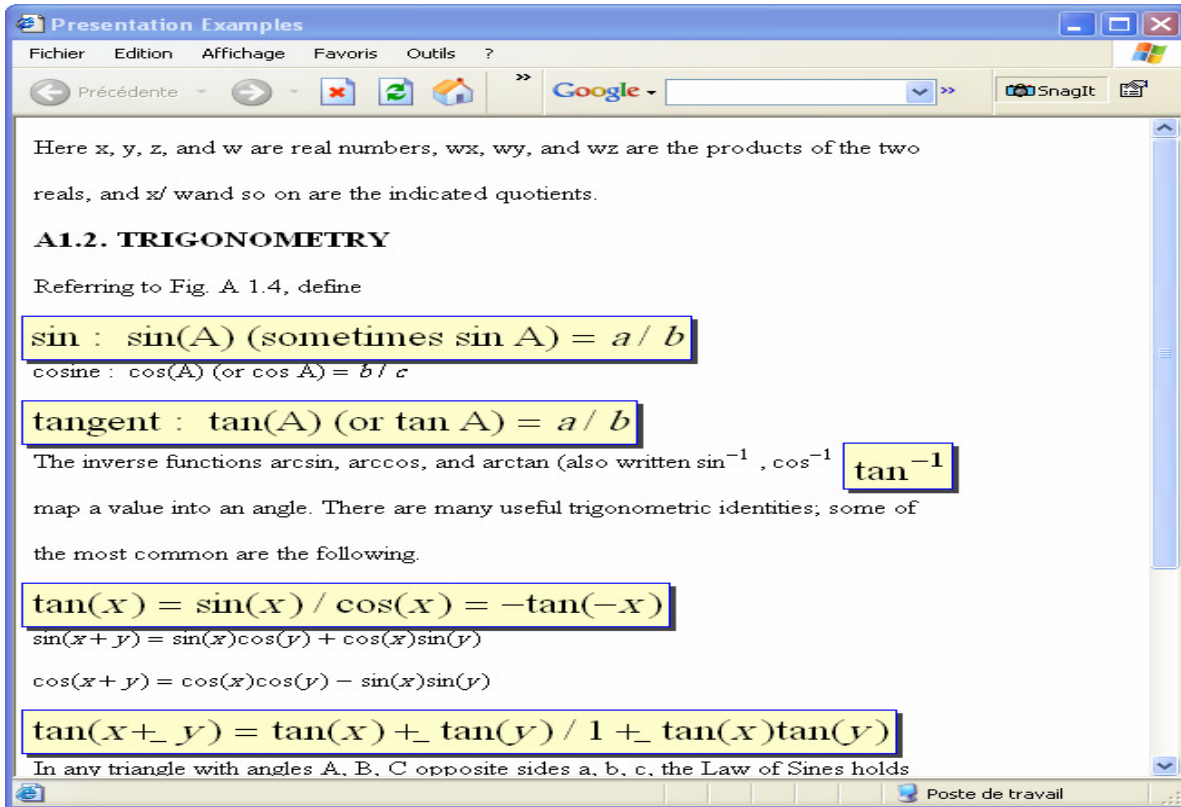 Presentation Examples
Fichier Edition Affichage Favoris Outils ?
Précédente » Google » SnagIt
Here x, y, z, and w are real numbers, wx, wy, and wz are the products of the two
reals, and x/ wand so on are the indicated quotients.
A1.2. TRIGONOMETRY
Referring to Fig. A 1.4, define
sin : sin(A) (sometimes sin A) = a / b
cosine : cos(A) (or cos A) = b / c
tangent : tan(A) (or tan A) = a / b
The inverse functions arcsin, arccos, and arctan (also written sin⁻¹ , cos⁻¹ tan⁻¹
map a value into an angle. There are many useful trigonometric identities; some of
the most common are the following.
tan(x) = sin(x) / cos(x) = −tan(−x)
sin(x+ y) = sin(x)cos(y) + cos(x)sin(y)
cos(x+ y) = cos(x)cos(y) − sin(x)sin(y)
tan(x+_ y) = tan(x) +_ tan(y) / 1 +_ tan(x)tan(y)
In any triangle with angles A, B, C opposite sides a, b, c, the Law of Sines holds
Poste de travail